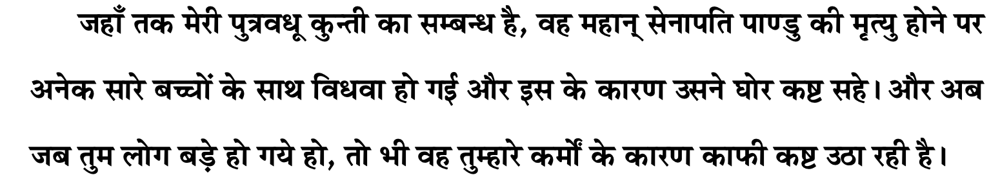 जहाँ तक मेरी पुत्रवधू कुन्ती का सम्बन्ध है, वह महान् सेनापति पाण्डु की मृत्यु होने पर
अनेक सारे बच्चों के साथ विधवा हो गई और इस के कारण उसने घोर कष्ट सहे। और अब
जब तुम लोग बड़े हो गये हो, तो भी वह तुम्हारे कर्मों के कारण काफी कष्ट उठा रही है।